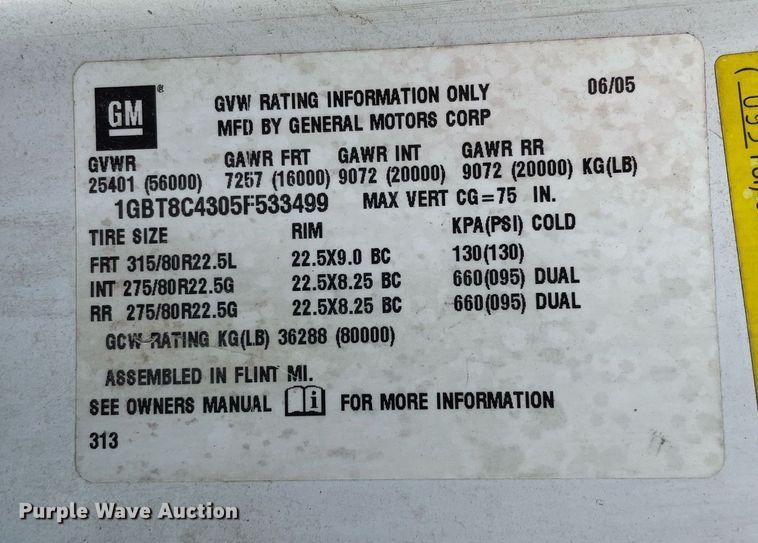 GM®
GVW RATING INFORMATION ONLY 06/05
MFD BY GENERAL MOTORS CORP
GVWR GAWR FRT GAWR INT GAWR RR
25401 (56000) 7257 (16000) 9072 (20000) 9072 (20000) KG(LB)
1GBT8C4305F533499 MAX VERT CG=75 IN.
TIRE SIZE RIM KPA(PSI) COLD
FRT 315/80R22.5L 22.5X9.0 BC 130(130)
INT 275/80R22.5G 22.5X8.25 BC 660(095) DUAL
RR 275/80R22.5G 22.5X8.25 BC 660(095) DUAL
GCW RATING KG(LB) 36288 (80000)
ASSEMBLED IN FLINT MI.
SEE OWNERS MANUAL i FOR MORE INFORMATION
313
Purple Wave Auction